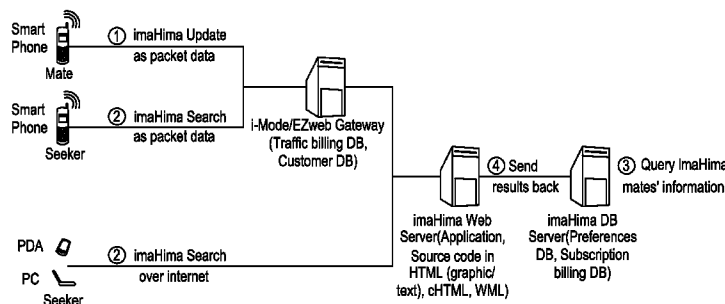 Smart
Phone
① imaHima Update
as packet data
Mate
Smart
Phone
② imaHima Search
as packet data
Seeker
i-Mode/EZweb Gateway
(Traffic billing DB,
Customer DB)
④ Send
results back
③ Query ImaHima
mates' information
imaHima Web
Server(Application,
Source code in
HTML (graphic/
text), cHTML, WML)
imaHima DB
Server(Preferences
DB, Subscription
billing DB)
PDA
PC
② imaHima Search
over internet
Seeker